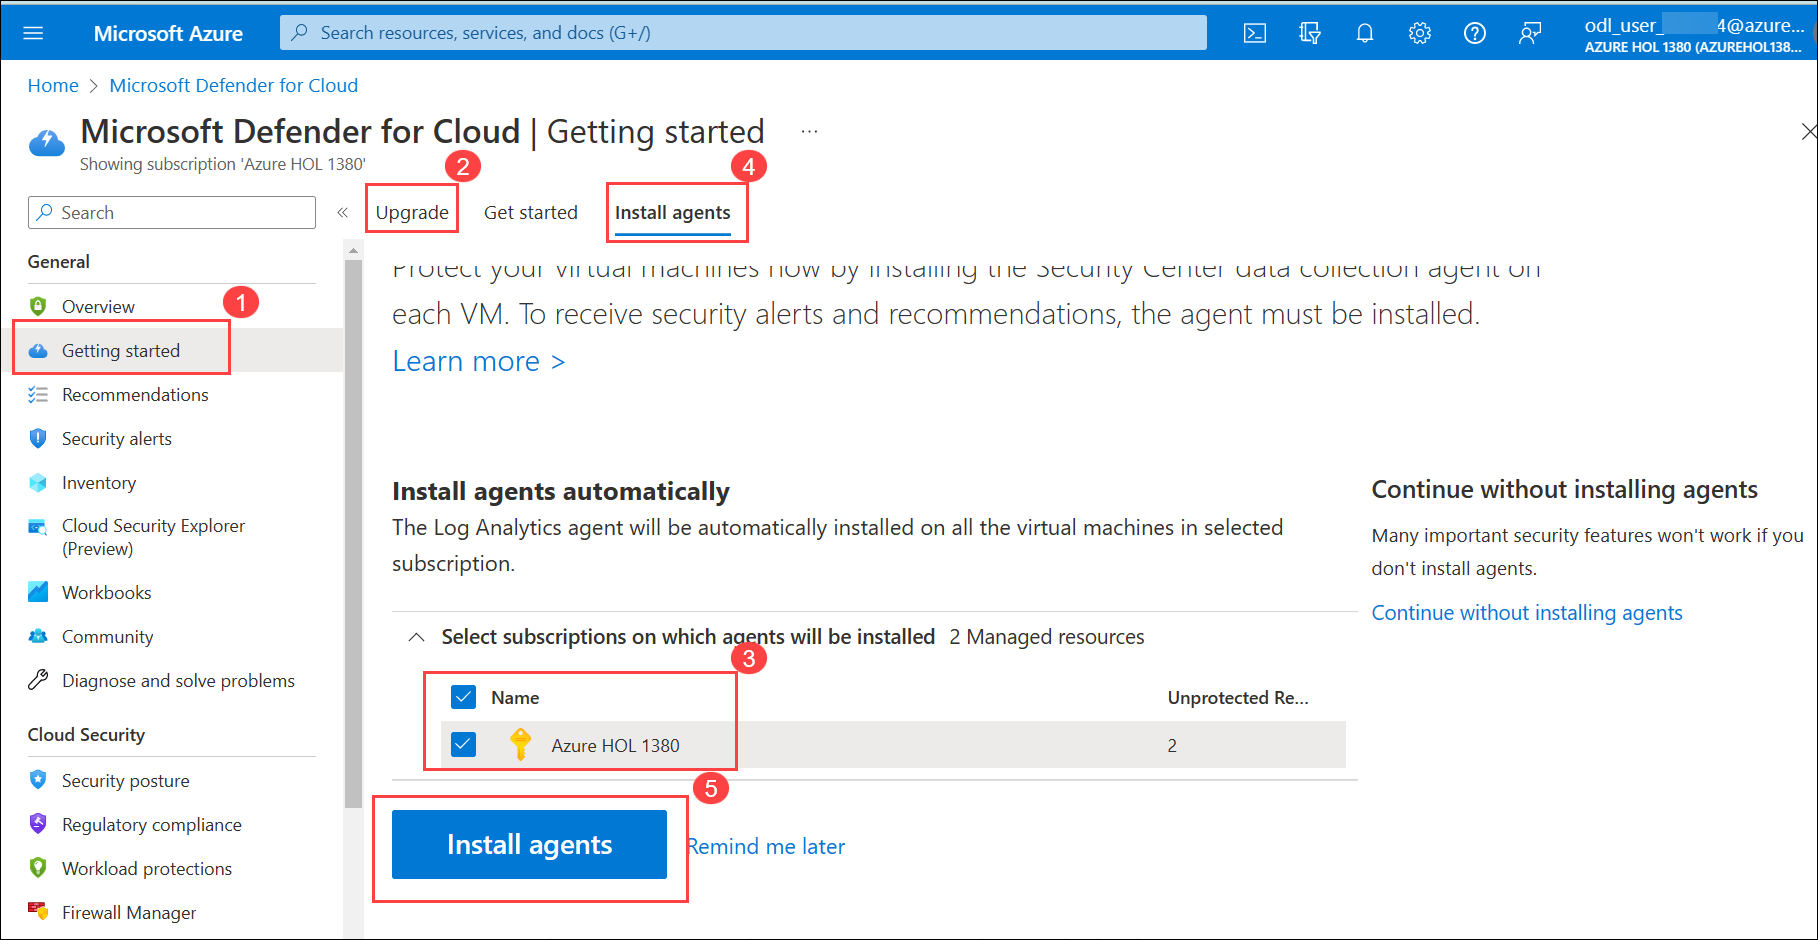 Microsoft Azure
Search resources, services, and docs (G+/)
odl_user_ 4@azure...
AZURE HOL 1380 (AZUREHOL138...
Home > Microsoft Defender for Cloud
Microsoft Defender for Cloud | Getting started ...
Showing subscription 'Azure HOL 1380'
2
4
Search
«
Upgrade
Get started
Install agents
General
Overview
1
Getting started
Recommendations
Security alerts
Inventory
Cloud Security Explorer
(Preview)
Workbooks
Community
Diagnose and solve problems
Cloud Security
Security posture
Regulatory compliance
Workload protections
Firewall Manager
Protect your virtual machines now by installing the Security Center data collection agent on
each VM. To receive security alerts and recommendations, the agent must be installed.
Learn more >
Install agents automatically
The Log Analytics agent will be automatically installed on all the virtual machines in selected
subscription.
Select subscriptions on which agents will be installed 2 Managed resources
3
Name
Unprotected Re...
Azure HOL 1380
2
5
Install agents
Remind me later
Continue without installing agents
Many important security features won't work if you
don't install agents.
Continue without installing agents